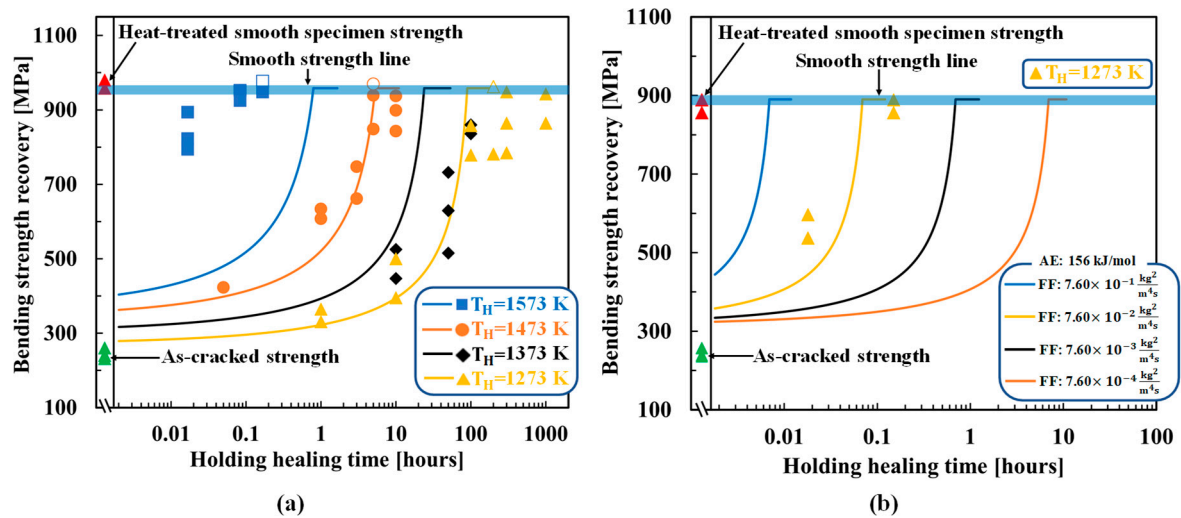 (a)
Bending strength recovery [MPa]
1100
900
700
500
300
100
Heat-treated smooth specimen strength
Smooth strength line
As-cracked strength
T_H=1573 K
T_H=1473 K
T_H=1373 K
T_H=1273 K
0.01 0.1 1 10 100 1000
Holding healing time [hours]
(a)
(b)
Bending strength recovery [MPa]
1100
900
700
500
300
100
Heat-treated smooth specimen strength
Smooth strength line
T_H=1273 K
As-cracked strength
AE: 156 kJ/mol
FF: 7.60× 10⁻¹ kg²/m⁴s
FF: 7.60× 10⁻² kg²/m⁴s
FF: 7.60× 10⁻³ kg²/m⁴s
FF: 7.60× 10⁻⁴ kg²/m⁴s
0.01 0.1 1 10 100
Holding healing time [hours]
(b)